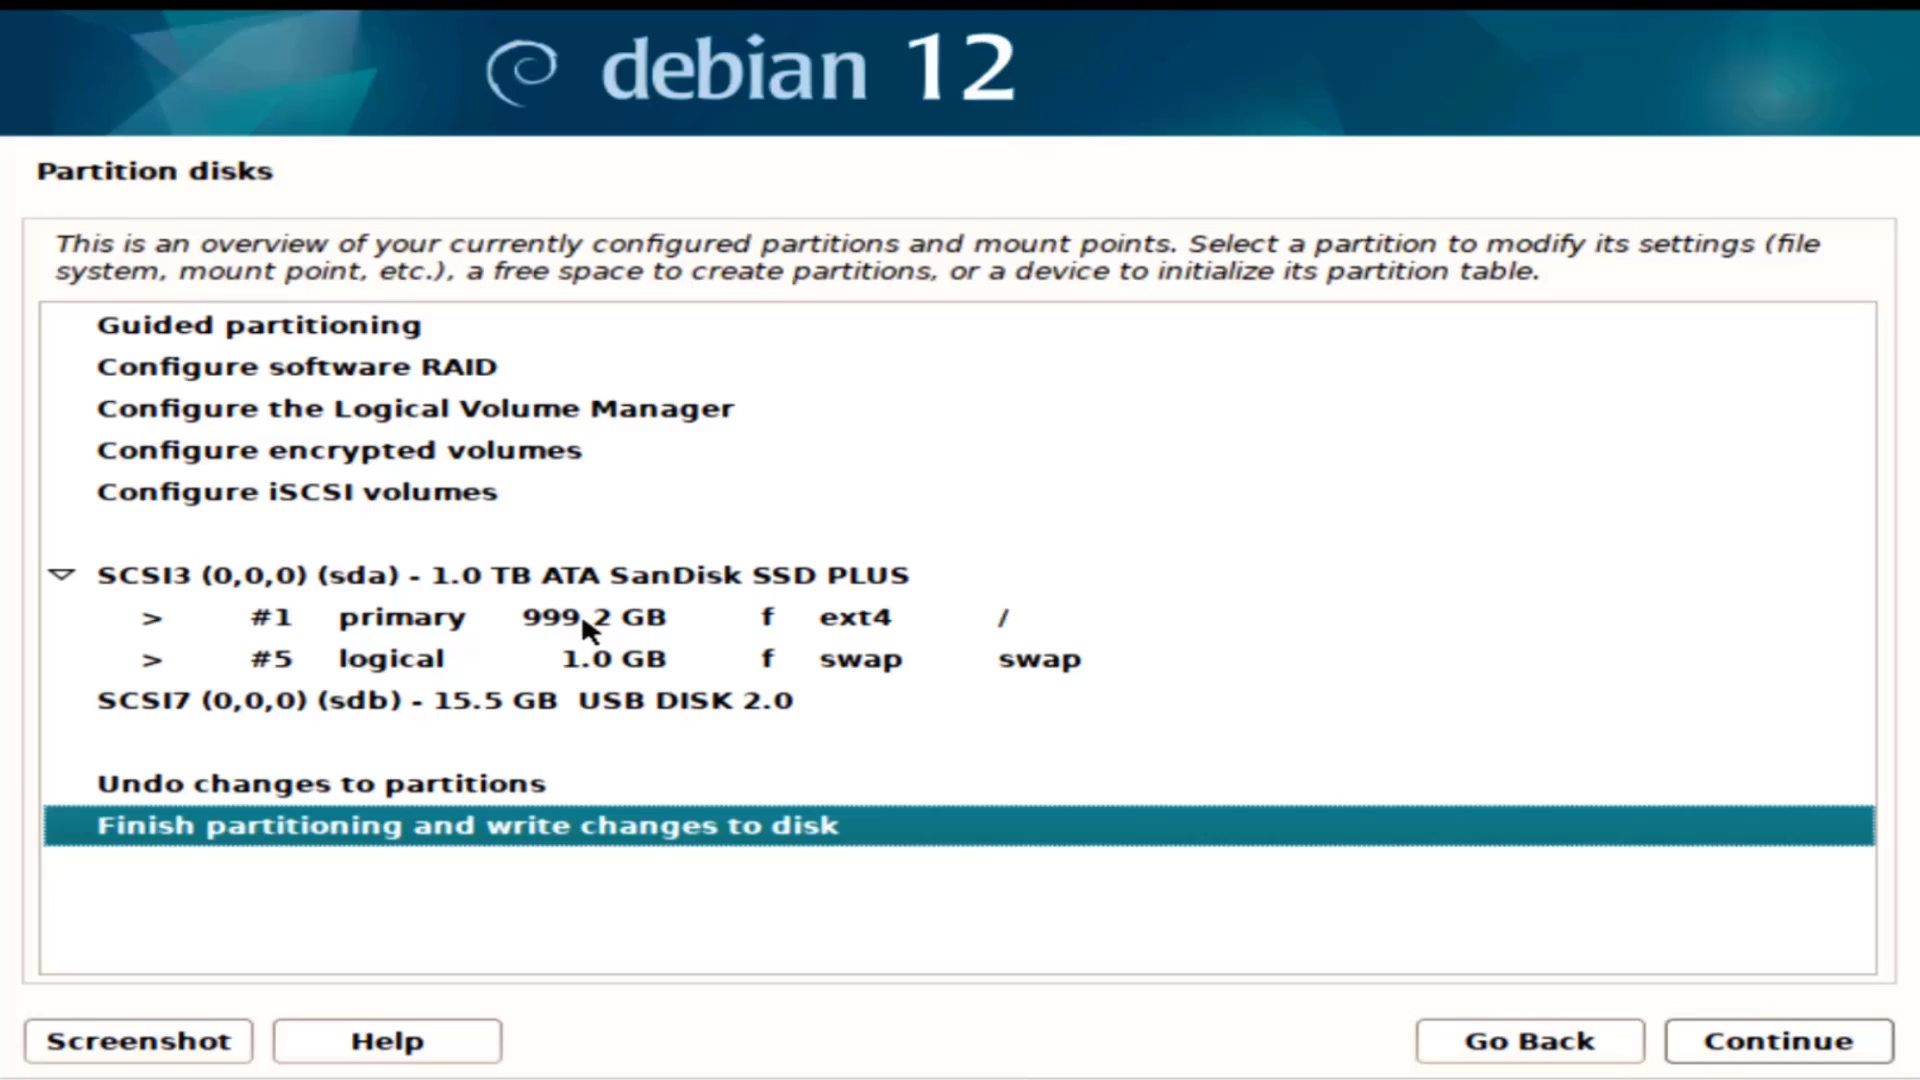 debian 12
Partition disks
This is an overview of your currently configured partitions and mount points. Select a partition to modify its settings (file
system, mount point, etc.), a free space to create partitions, or a device to initialize its partition table.
Guided partitioning
Configure software RAID
Configure the Logical Volume Manager
Configure encrypted volumes
Configure iSCSI volumes
SCSI3 (0,0,0) (sda) - 1.0 TB ATA SanDisk SSD PLUS
> #1 primary 999.2 GB f ext4 /
> #5 logical 1.0 GB f swap swap
SCSI7 (0,0,0) (sdb) - 15.5 GB USB DISK 2.0
Undo changes to partitions
Finish partitioning and write changes to disk
Screenshot Help Go Back Continue